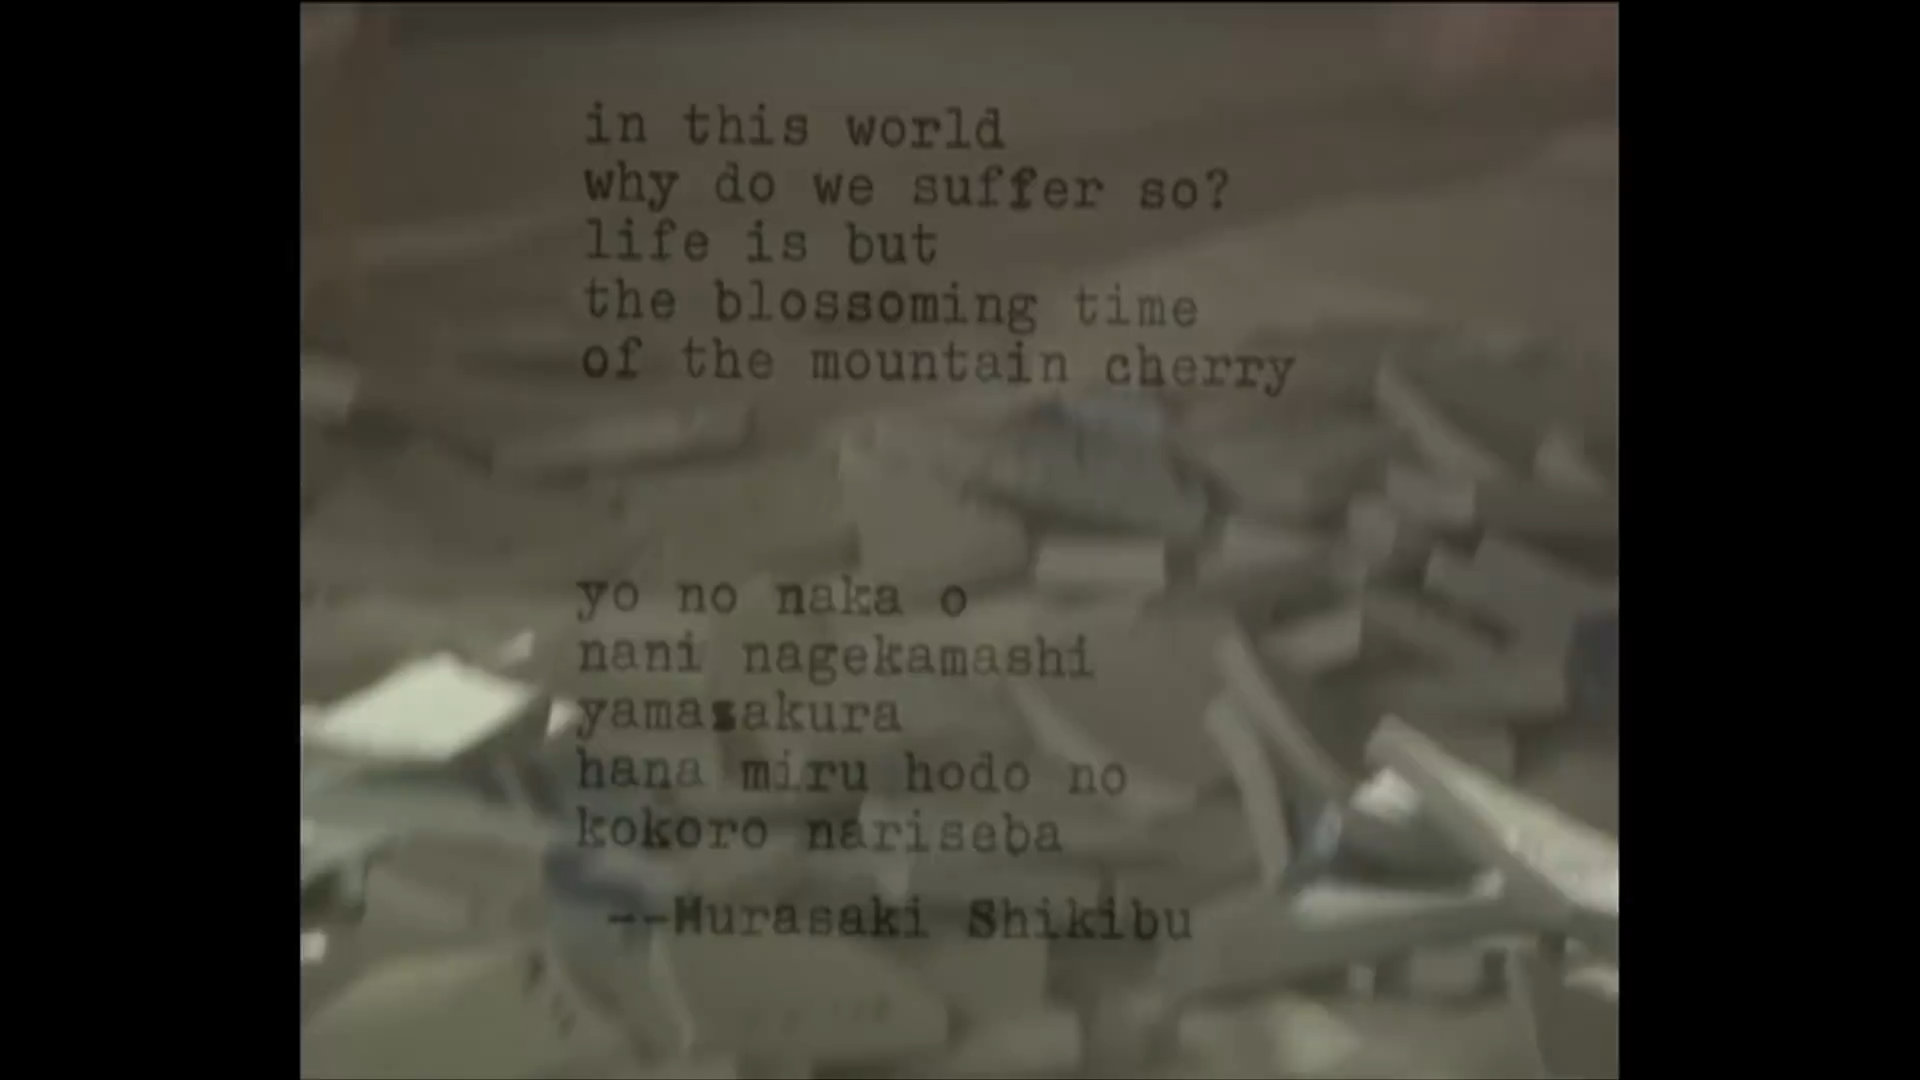 in this world
why do we suffer so?
life is but
the blossoming time
of the mountain cherry
yo no naka o
nani nagekamashi
yamasakura
hana miru hodo no
kokoro nariseba
--Murasaki Shikibu